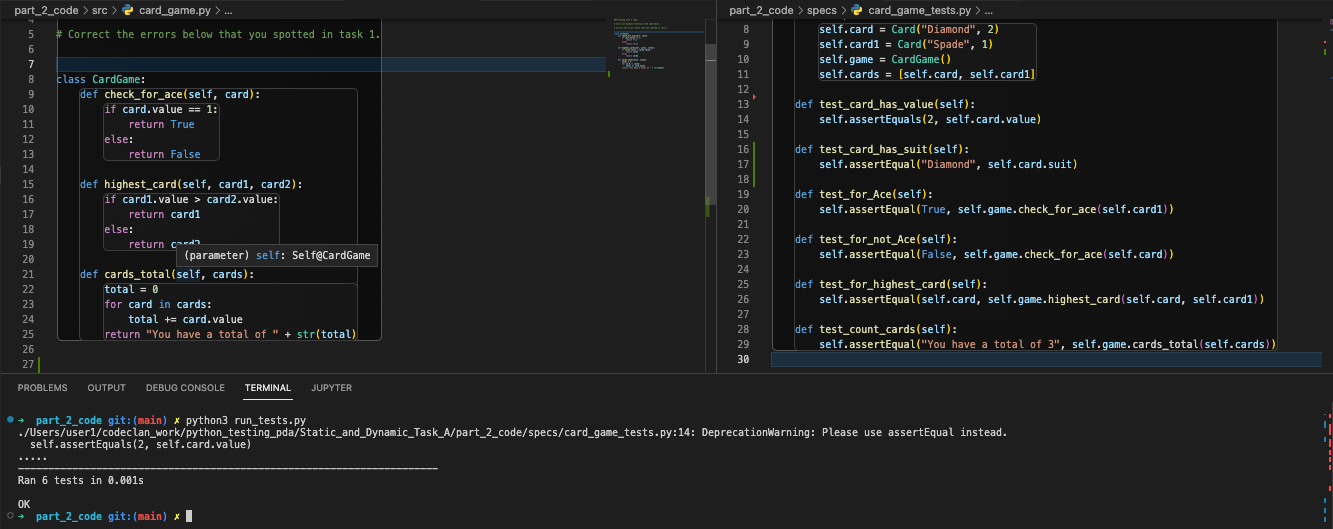 part_2_code > src > card_game.py > ...
4
5 # Correct the errors below that you spotted in task 1.
6
7
8 class CardGame:
9 def check_for_ace(self, card):
10 if card.value == 1:
11 return True
12 else:
13 return False
14
15 def highest_card(self, card1, card2):
16 if card1.value > card2.value:
17 return card1
18 else:
19 return card2
(parameter) self: Self@CardGame
20
21 def cards_total(self, cards):
22 total = 0
23 for card in cards:
24 total += card.value
25 return "You have a total of " + str(total)
26
27
part_2_code > specs > card_game_tests.py > ...
8 self.card = Card("Diamond", 2)
9 self.card1 = Card("Spade", 1)
10 self.game = CardGame()
11 self.cards = [self.card, self.card1]
12
13 def test_card_has_value(self):
14 self.assertEquals(2, self.card.value)
15
16 def test_card_has_suit(self):
17 self.assertEqual("Diamond", self.card.suit)
18
19 def test_for_Ace(self):
20 self.assertEqual(True, self.game.check_for_ace(self.card1))
21
22 def test_for_not_Ace(self):
23 self.assertEqual(False, self.game.check_for_ace(self.card))
24
25 def test_for_highest_card(self):
26 self.assertEqual(self.card, self.game.highest_card(self.card, self.card1))
27
28 def test_count_cards(self):
29 self.assertEqual("You have a total of 3", self.game.cards_total(self.cards))
30
PROBLEMS OUTPUT DEBUG CONSOLE TERMINAL JUPYTER
➜ part_2_code git:(main) ✗ python3 run_tests.py
./Users/user1/codeclan_work/python_testing_pda/Static_and_Dynamic_Task_A/part_2_code/specs/card_game_tests.py:14: DeprecationWarning: Please use assertEqual instead.
self.assertEquals(2, self.card.value)
.....
----------------------------------------------------------------------
Ran 6 tests in 0.001s
OK
➜ part_2_code git:(main) ✗